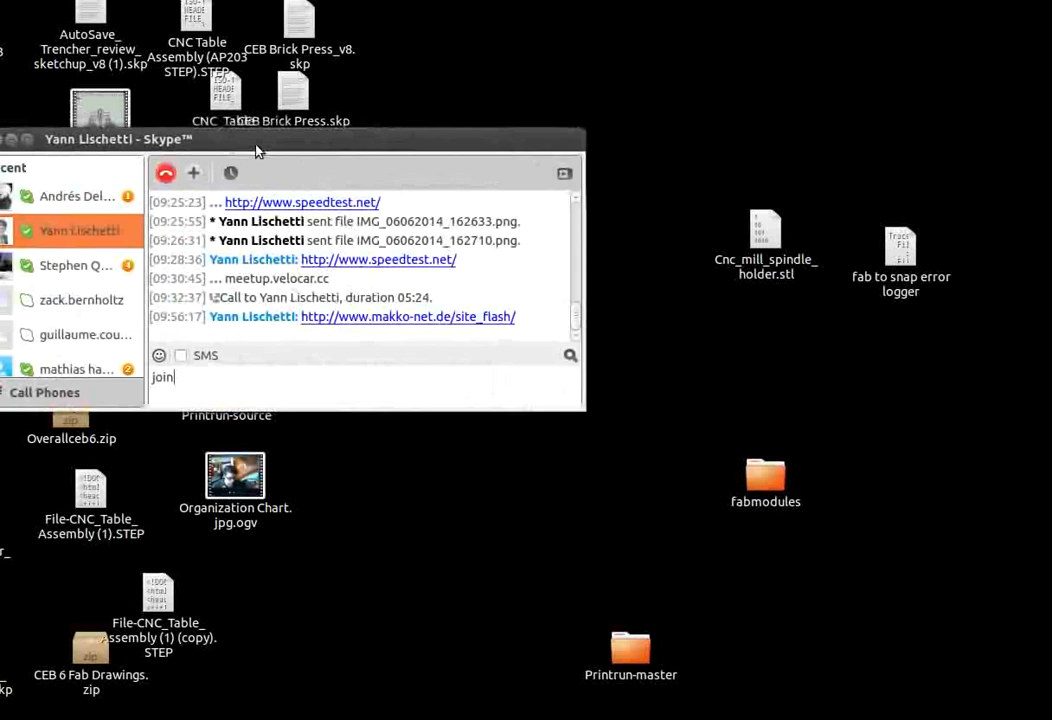 AutoSave_
Trencher_review_
sketchup_v8 (1).skp
CNC Table
Assembly (AP203
STEP).STEP
CEB Brick Press_v8.
skp
CEB Brick Press.skp
Yann Lischetti - Skype™
Andrés Del... 1
Yann Lischetti
Stephen Q... 4
zack.bernholtz
guillaume.cou...
mathias ha... 2
Call Phones
[09:25:23] ... http://www.speedtest.net/
[09:25:55] * Yann Lischetti sent file IMG_06062014_162633.png.
[09:26:31] * Yann Lischetti sent file IMG_06062014_162710.png.
[09:28:36] Yann Lischetti: http://www.speedtest.net/
[09:30:45] ... meetup.velocar.cc
[09:32:37] Call to Yann Lischetti, duration 05:24.
[09:56:17] Yann Lischetti: http://www.makko-net.de/site_flash/
SMS
join
Cnc_mill_spindle_
holder.stl
fab to snap error
logger
Printrun-source
zip
Overallceb6.zip
Organization Chart.
jpg.ogv
File-CNC_Table_
Assembly (1).STEP
fabmodules
File-CNC_Table_
Assembly (1) (copy).
STEP
zip
CEB 6 Fab Drawings.
zip
Printrun-master